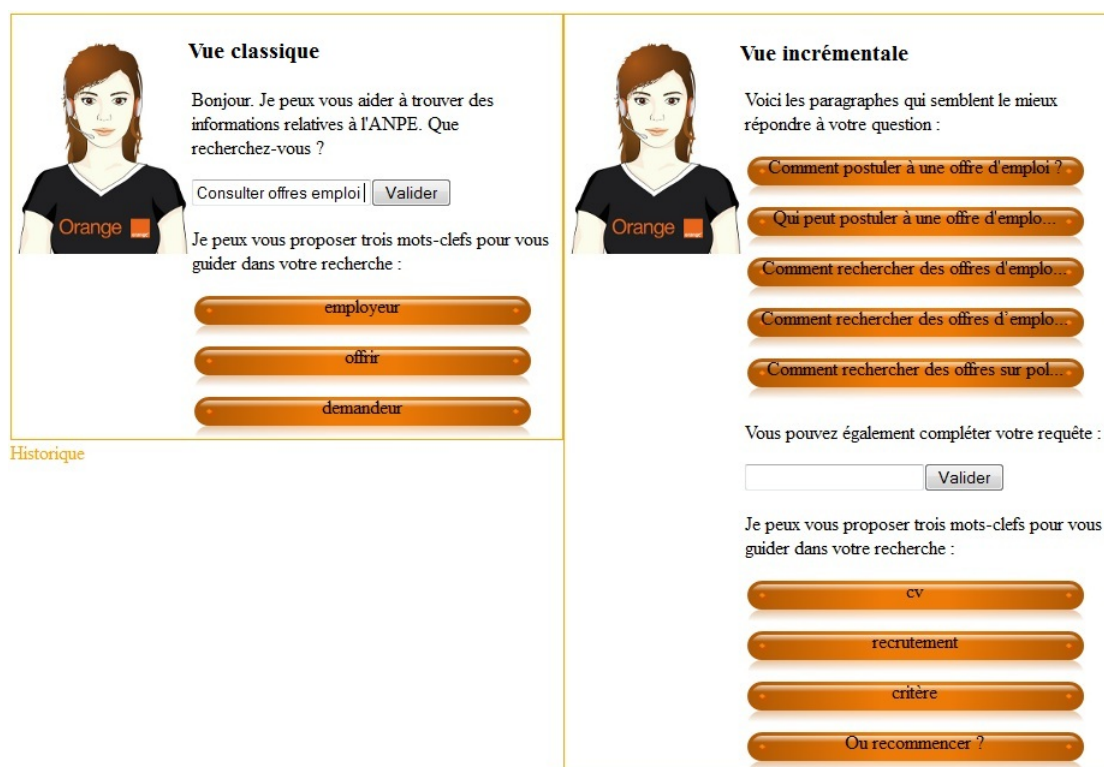 Vue classique
Bonjour. Je peux vous aider à trouver des
informations relatives à l'ANPE. Que
recherchez-vous ?
Consulter offres emploi
Valider
Je peux vous proposer trois mots-clefs pour vous
guider dans votre recherche :
employeur
offrir
demandeur
Orange
orange
Historique
Vue incrémentale
Voici les paragraphes qui semblent le mieux
répondre à votre question :
Comment postuler à une offre d'emploi ?
Qui peut postuler à une offre d'emplo...
Comment rechercher des offres d'emplo...
Comment rechercher des offres d’emplo...
Comment rechercher des offres sur pol...
Orange
orange
Vous pouvez également compléter votre requête :
Valider
Je peux vous proposer trois mots-clefs pour vous
guider dans votre recherche :
cv
recrutement
critère
Ou recommencer ?